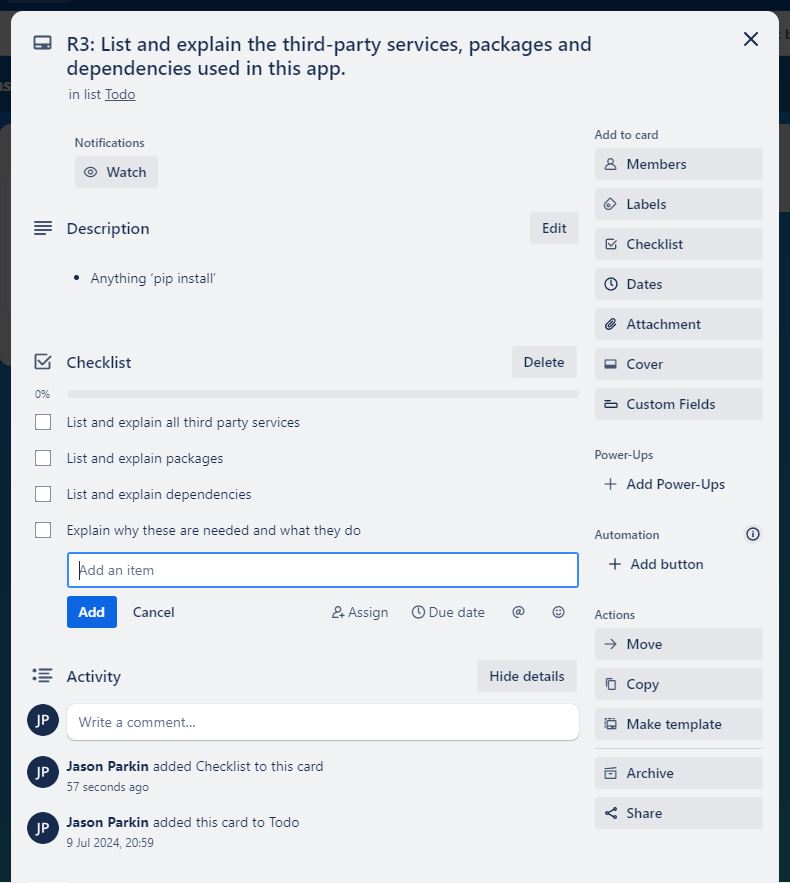 R3: List and explain the third-party services, packages and
dependencies used in this app.
in list Todo
Notifications
Watch
Description
Edit
Anything ‘pip install’
Checklist
Delete
0%
List and explain all third party services
List and explain packages
List and explain dependencies
Explain why these are needed and what they do
Add an item
Add
Cancel
Assign
Due date
@
Activity
Hide details
JP
Write a comment…
JP
Jason Parkin added Checklist to this card
57 seconds ago
JP
Jason Parkin added this card to Todo
9 Jul 2024, 20:59
Add to card
Members
Labels
Checklist
Dates
Attachment
Cover
Custom Fields
Power-Ups
Add Power-Ups
Automation
Add button
Actions
Move
Copy
Make template
Archive
Share